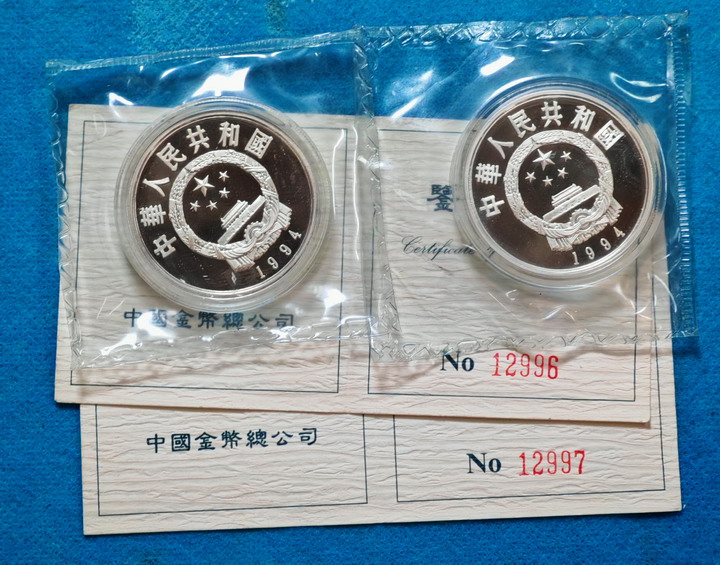 中華人民共和國
1994
中華人民共和國
1994
鑒
Certificate
中國金幣總公司
No 12996
中國金幣總公司
No 12997